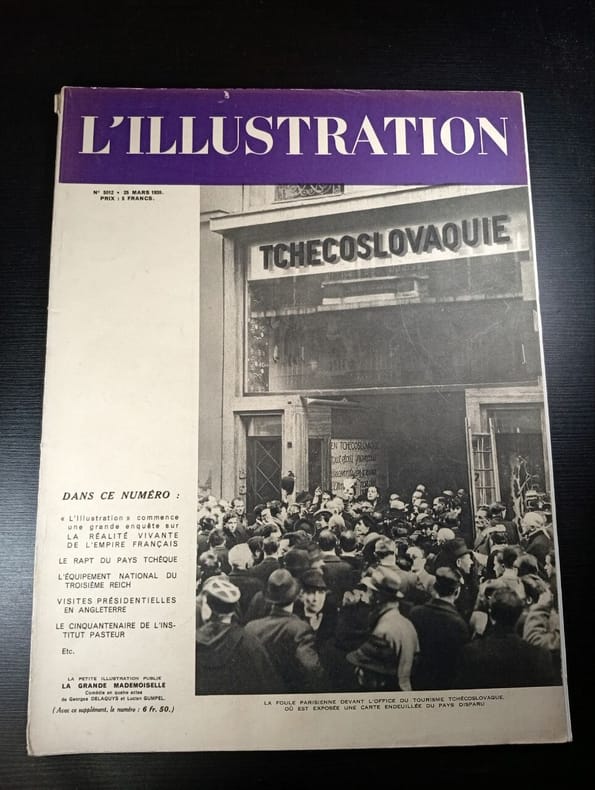 L'ILLUSTRATION
N° 5012 • 25 MARS 1939.
PRIX : 5 FRANCS.
TCHECOSLOVAQUIE
EN TCHECOSLOVAQUIE
tout était
DANS CE NUMÉRO :
« L'Illustration » commence
une grande enquête sur
LA RÉALITÉ VIVANTE
DE L'EMPIRE FRANÇAIS
LE RAPT DU PAYS TCHÈQUE
L'ÉQUIPEMENT NATIONAL DU
TROISIÈME REICH
VISITES PRÉSIDENTIELLES
EN ANGLETERRE
LE CINQUANTENAIRE DE L'INS-
TITUT PASTEUR
Etc.
LA PETITE ILLUSTRATION PUBLIE
LA GRANDE MADEMOISELLE
Comédie en quatre actes
de Georges DELAQUYS et Lucien GUMPEL.
(Avec ce supplément, le numéro : 6 fr. 50.)
LA FOULE PARISIENNE DEVANT L'OFFICE DU TOURISME TCHÉCOSLOVAQUE,
OÙ EST EXPOSÉE UNE CARTE ENDEUILLÉE DU PAYS DISPARU